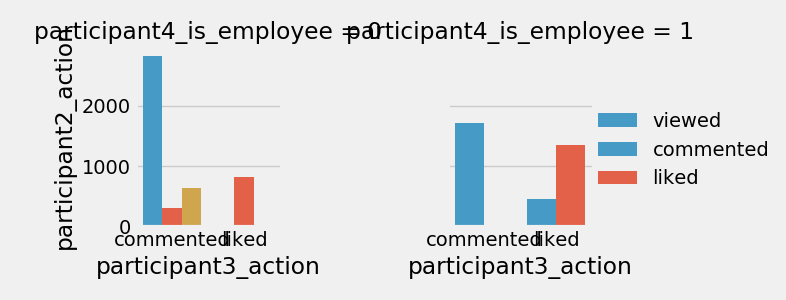 participant4_is_employee = 0
participant4_is_employee = 1
participant2_action
2000
1000
0
commented
liked
participant3_action
commented
liked
participant3_action
viewed
commented
liked